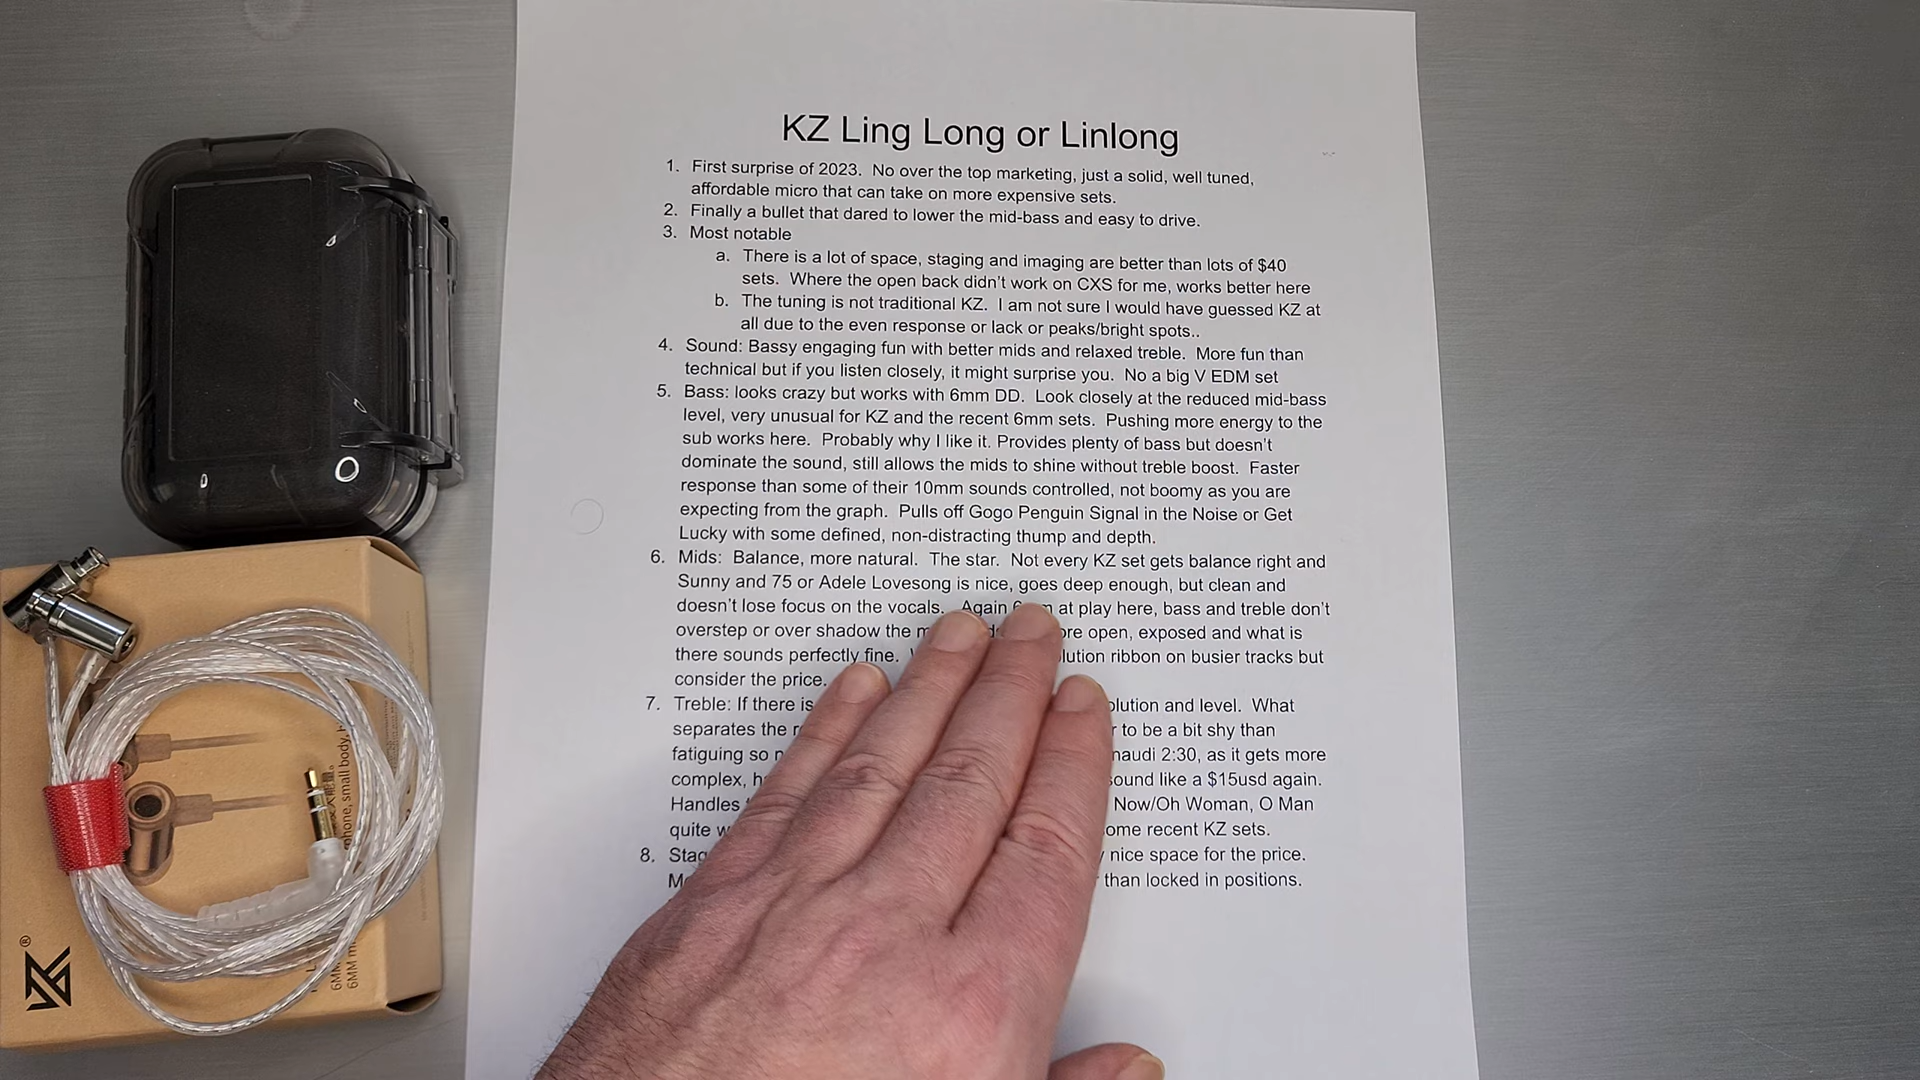 KZ Ling Long or Linlong
1. First surprise of 2023. No over the top marketing, just a solid, well tuned,
affordable micro that can take on more expensive sets.
2. Finally a bullet that dared to lower the mid-bass and easy to drive.
3. Most notable
a. There is a lot of space, staging and imaging are better than lots of $40
sets. Where the open back didn't work on CXS for me, works better here
b. The tuning is not traditional KZ. I am not sure I would have guessed KZ at
all due to the even response or lack or peaks/bright spots..
4. Sound: Bassy engaging fun with better mids and relaxed treble. More fun than
technical but if you listen closely, it might surprise you. No a big V EDM set
5. Bass: looks crazy but works with 6mm DD. Look closely at the reduced mid-bass
level, very unusual for KZ and the recent 6mm sets. Pushing more energy to the
sub works here. Probably why I like it. Provides plenty of bass but doesn't
dominate the sound, still allows the mids to shine without treble boost. Faster
response than some of their 10mm sounds controlled, not boomy as you are
expecting from the graph. Pulls off Gogo Penguin Signal in the Noise or Get
Lucky with some defined, non-distracting thump and depth.
6. Mids: Balance, more natural. The star. Not every KZ set gets balance right and
Sunny and 75 or Adele Lovesong is nice, goes deep enough, but clean and
doesn't lose focus on the vocals. Again at play here, bass and treble don't
overstep or over shadow the open, exposed and what is
there sounds perfectly fine. ribbon on busier tracks but
consider the price.
7. Treble: If there is and level. What
separates the to be a bit shy than
fatiguing so 2:30, as it gets more
complex, sound like a $15usd again.
Handles Now/Oh Woman, O Man
quite some recent KZ sets.
8. nice space for the price.
than locked in positions.
KZ
®
phone, small body,
6MM
6MM